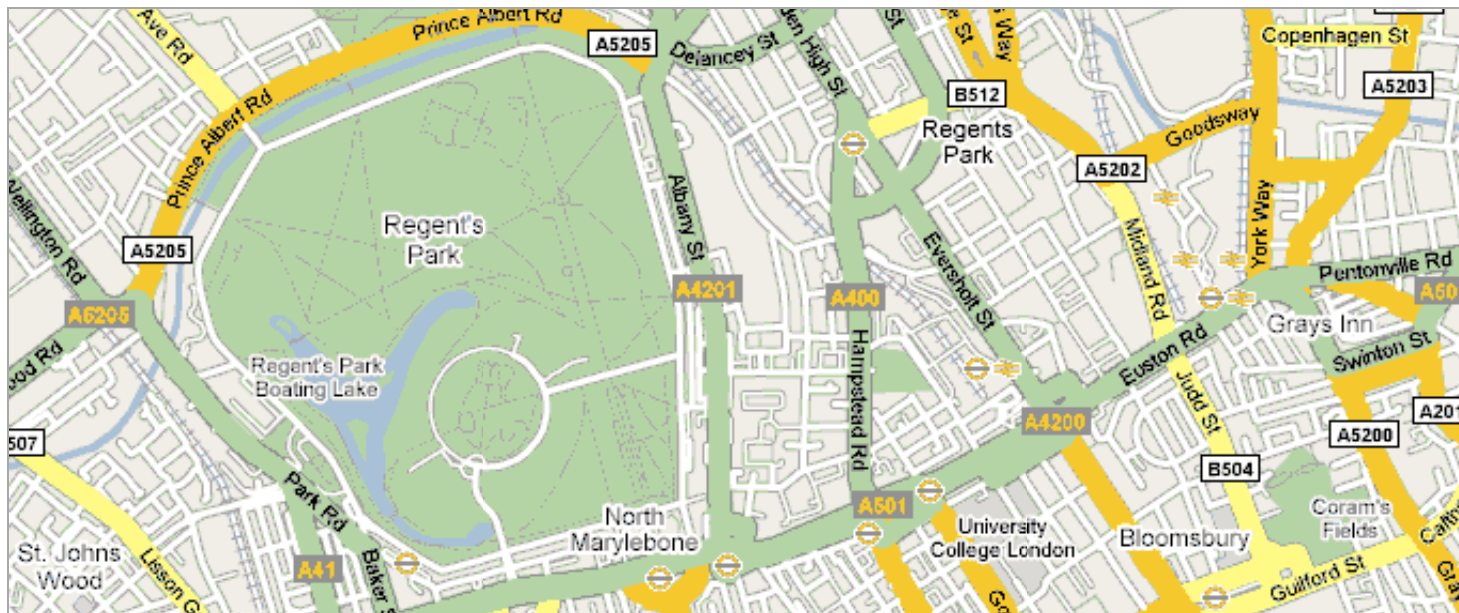 Ave Rd
Prince Albert Rd
A5205
Delancey St
High St
St
Way
Copenhagen St
A5203
B512
Goodsway
Regents
Park
A5202
Prince Albert Rd
Wellington Rd
A5205
Regent's
Park
Albany St
Eversholt St
Midland Rd
York Way
Pentonville Rd
A5205
A4201
A400
Hampstead Rd
Euston Rd
Grays Inn
Swinton St
Rd
Regent's Park
Boating Lake
A4200
Judd St
A5200
B504
Park Rd
A501
Coram's
Fields
North
Marylebone
University
College London
Bloomsbury
St. Johns
Wood
Lisson
A41
Baker
Guilford St